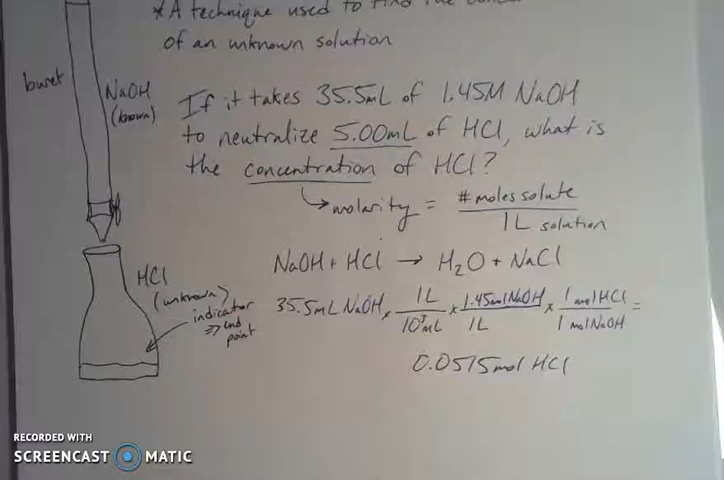 * A technique used to find the
of an unknown solution
buret
NaOH
(known)
If it takes 35.5mL of 1.45M NaOH
to neutralize 5.00mL of HCl, what is
the concentration of HCl?
→ molarity = # moles solute
1L solution
NaOH + HCl → H₂O + NaCl
HCl
(unknown)
indicator
⇒ end
point
35.5mL NaOH x 1L x 1.45mol NaOH x 1 mol HCl =
10³mL 1L 1 mol NaOH
0.0515mol HCl
RECORDED WITH
SCREENCAST MATIC